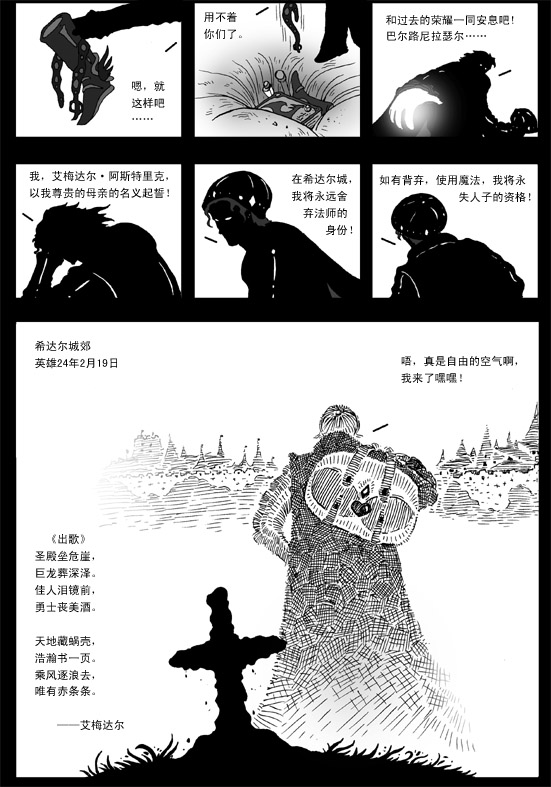 嗯，就
这样吧
……
用不着
你们了。
和过去的荣耀一同安息吧！
巴尔路尼拉瑟尔……
我，艾梅达尔·阿斯特里克，
以我尊贵的母亲的名义起誓！
在希达尔城，
我将永远舍
弃法师的
身份！
如有背弃，使用魔法，我将永
失人子的资格！
希达尔城郊
英雄24年2月19日
唔，真是自由的空气啊，
我来了嘿嘿！
《出歌》
圣殿垒危崖，
巨龙葬深泽。
佳人泪镜前，
勇士丧美酒。
天地藏蜗壳，
浩瀚书一页。
乘风逐浪去，
唯有赤条条。
——艾梅达尔